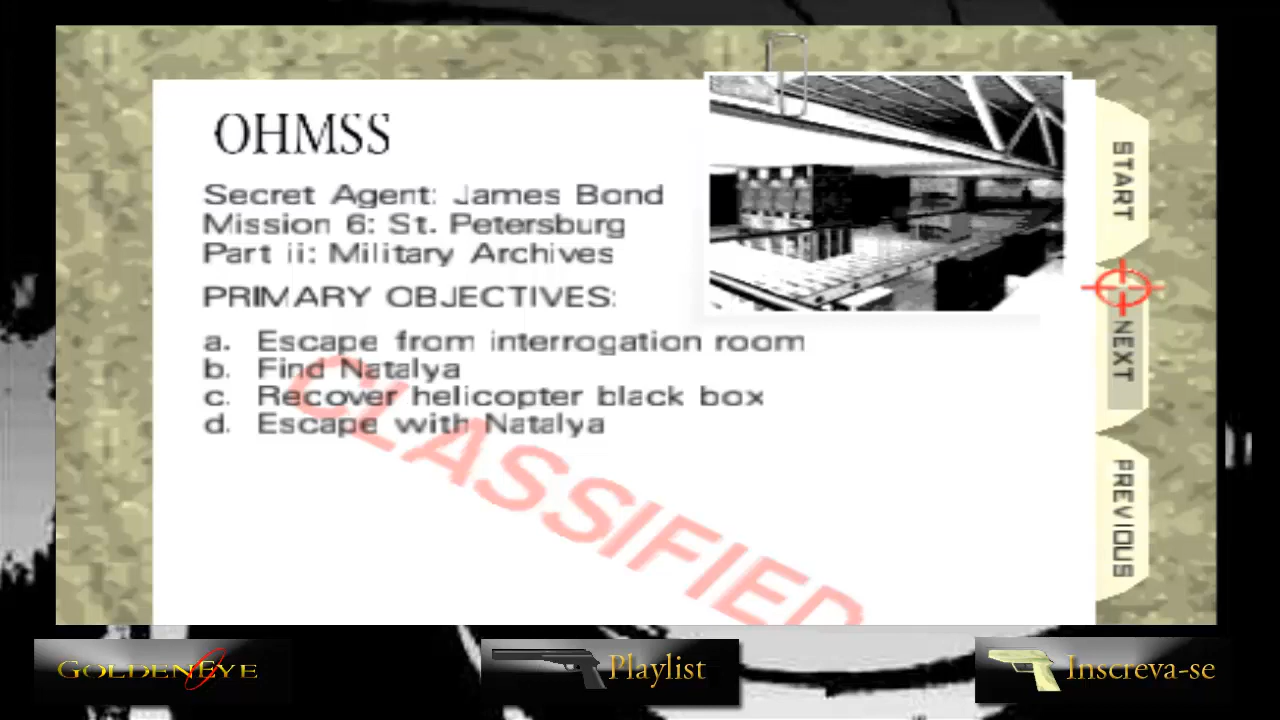 OHMSS
Secret Agent: James Bond
Mission 6: St. Petersburg
Part ii: Military Archives
PRIMARY OBJECTIVES:
a. Escape from interrogation room
b. Find Natalya
c. Recover helicopter black box
d. Escape with Natalya
CLASSIFIED
START
NEXT
PREVIOUS
GOLDENEYE
Playlist
Inscreva-se